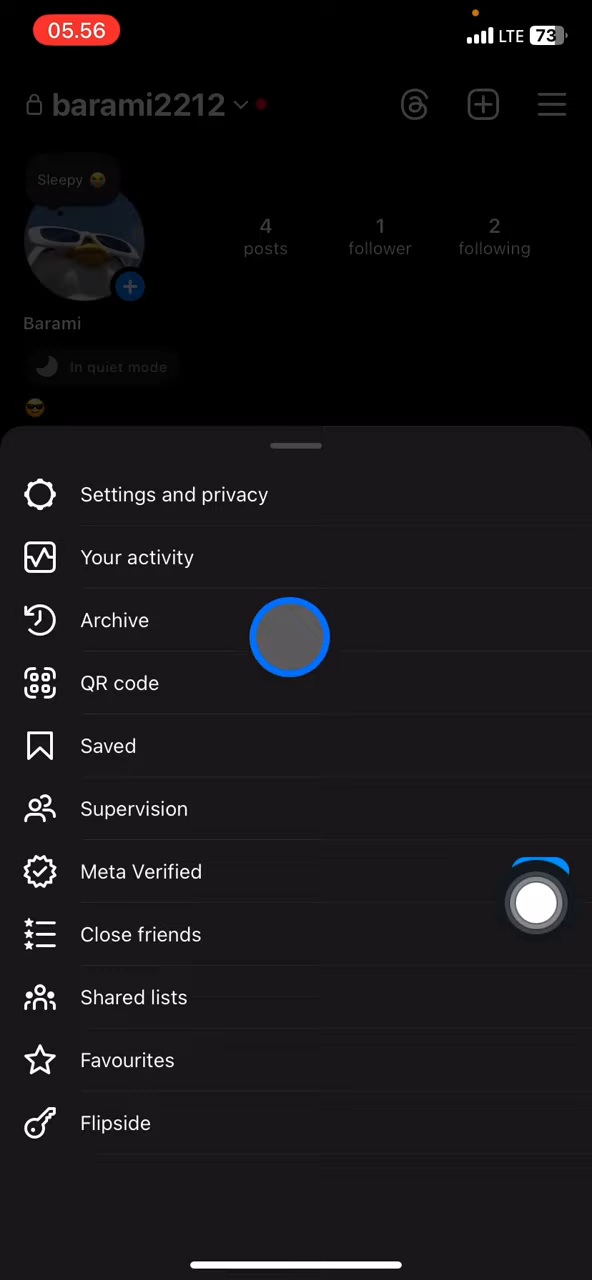 05.56
LTE 73
barami2212
Sleepy 😪
4
posts
1
follower
2
following
Barami
In quiet mode
😎
Settings and privacy
Your activity
Archive
QR code
Saved
Supervision
Meta Verified
Close friends
Shared lists
Favourites
Flipside